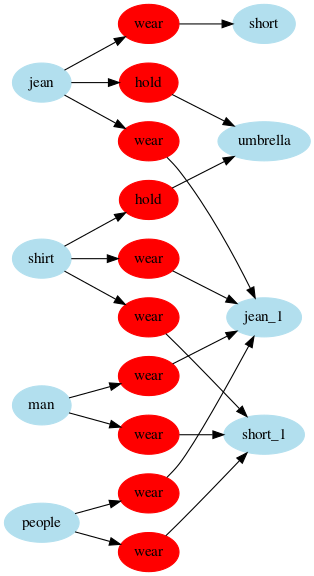 wear short
jean hold
wear umbrella
hold
shirt wear
wear jean_1
wear
man wear short_1
wear
people wear